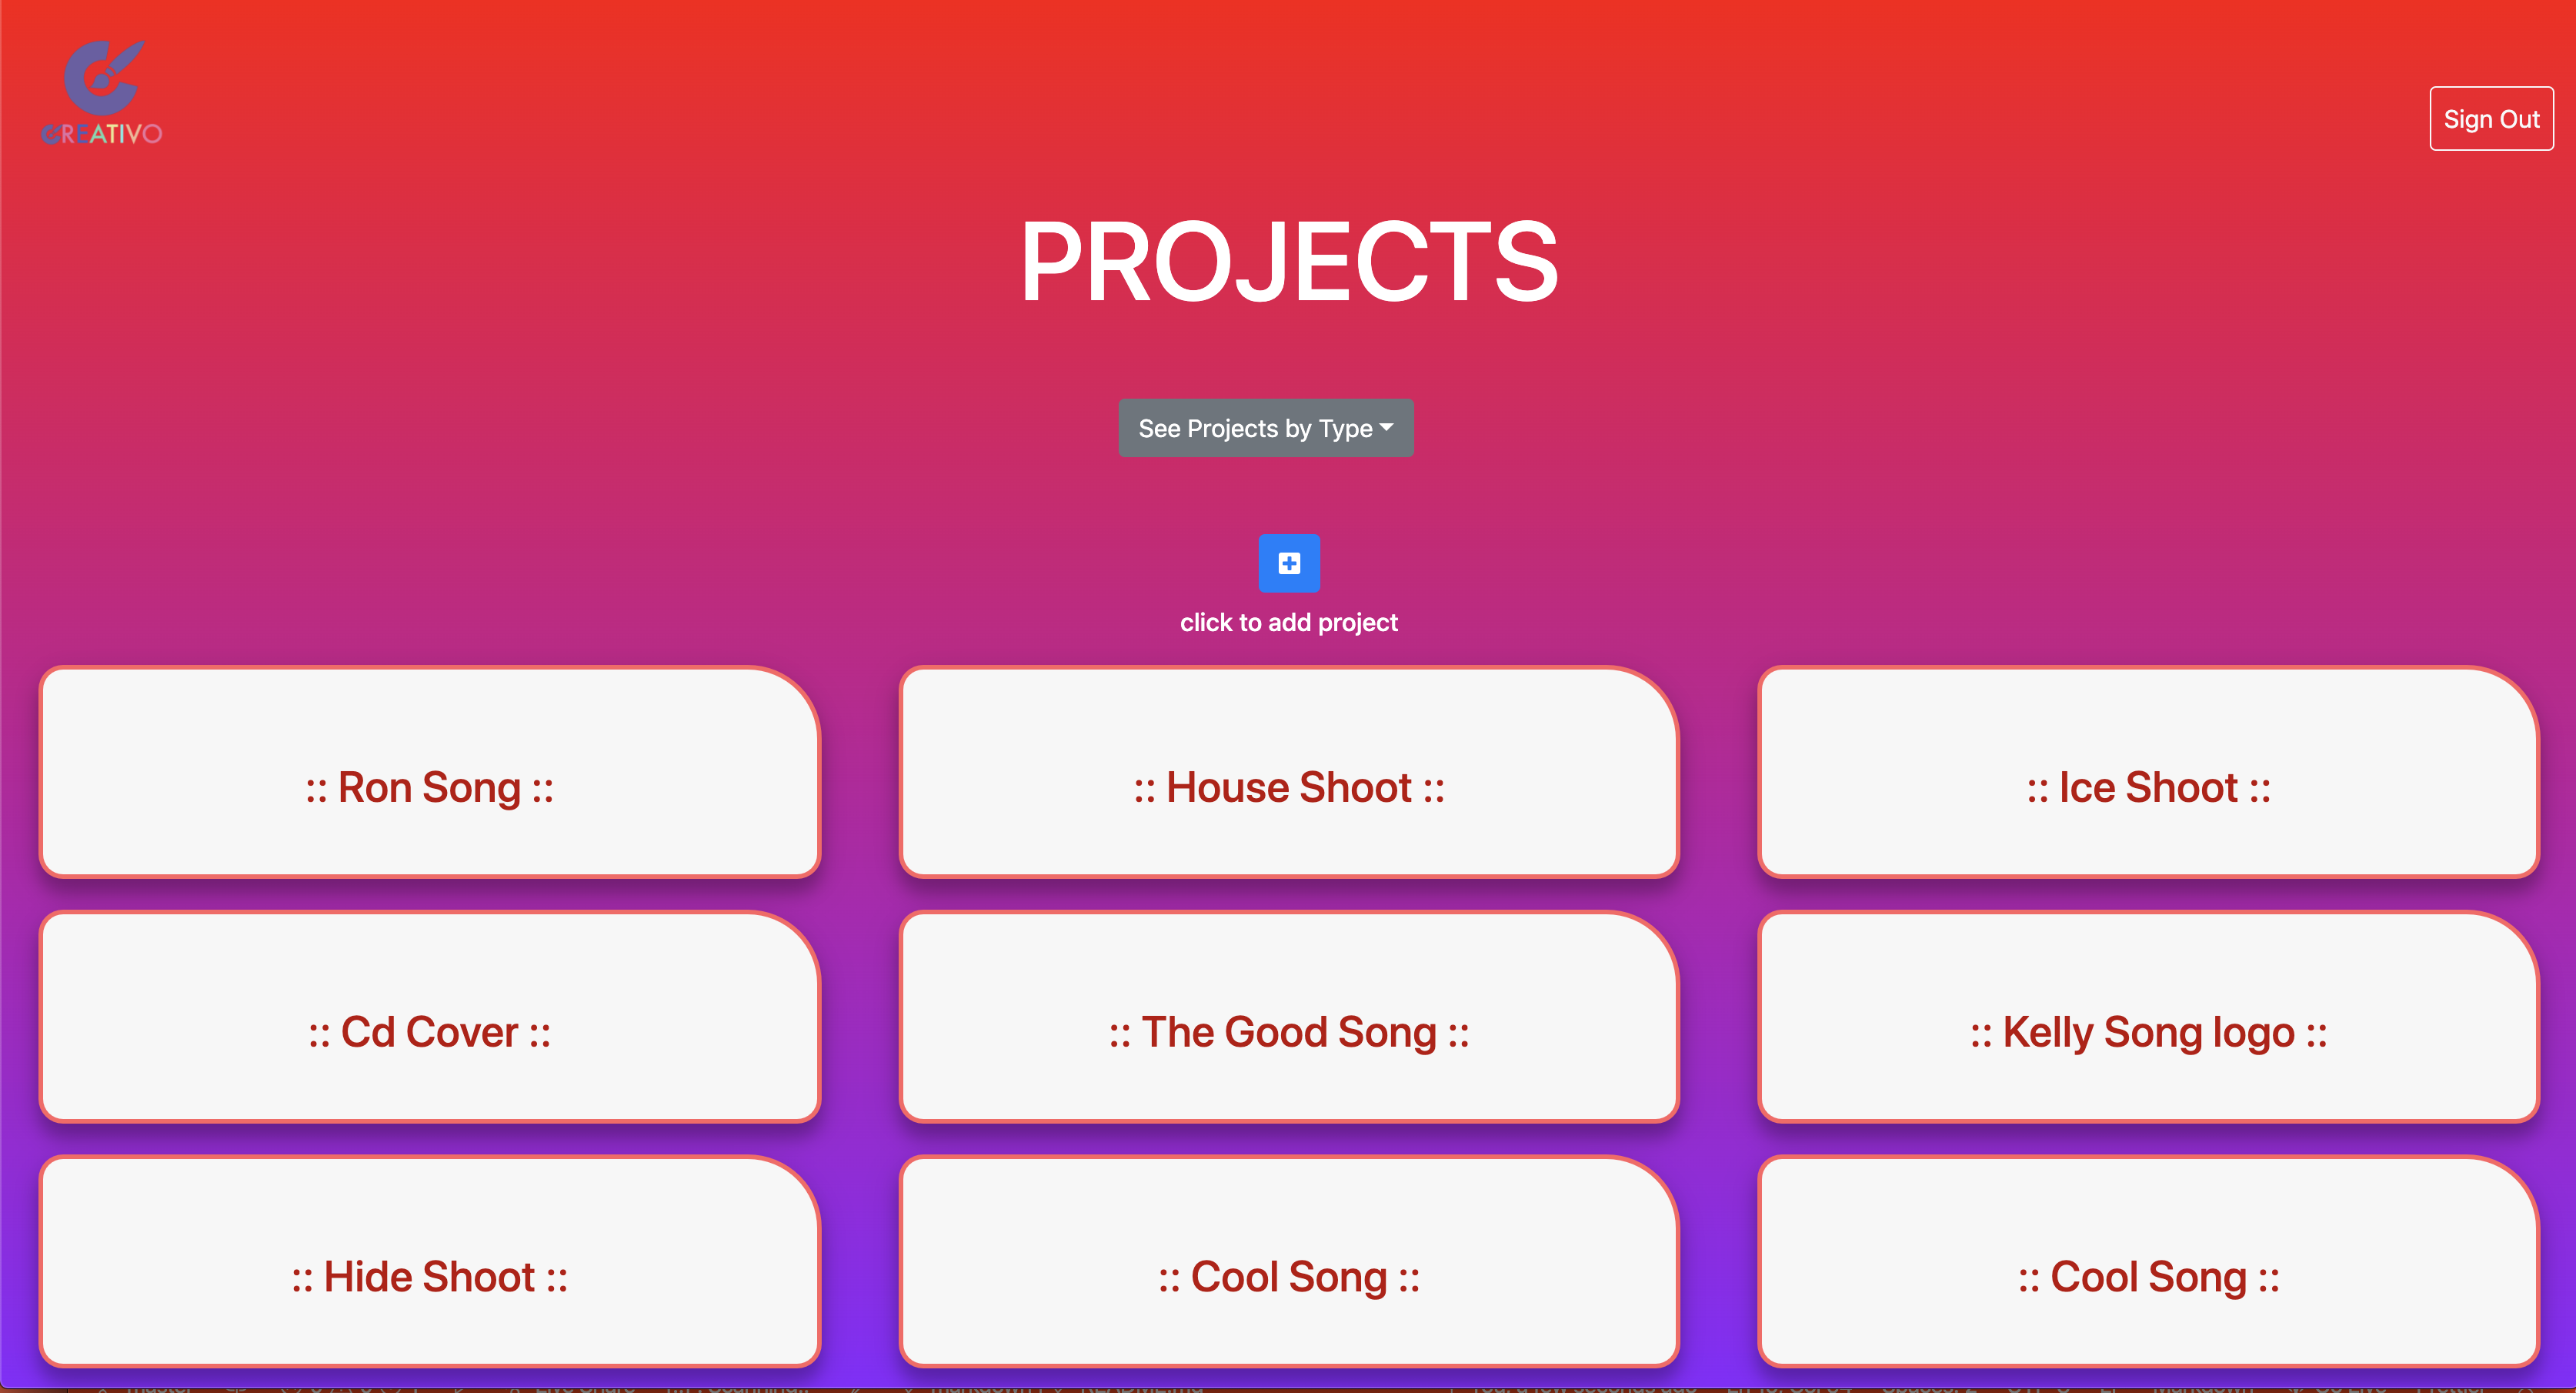 CREATIVO
Sign Out
PROJECTS
See Projects by Type
click to add project
:: Ron Song ::
:: House Shoot ::
:: Ice Shoot ::
:: Cd Cover ::
:: The Good Song ::
:: Kelly Song logo ::
:: Hide Shoot ::
:: Cool Song ::
:: Cool Song ::